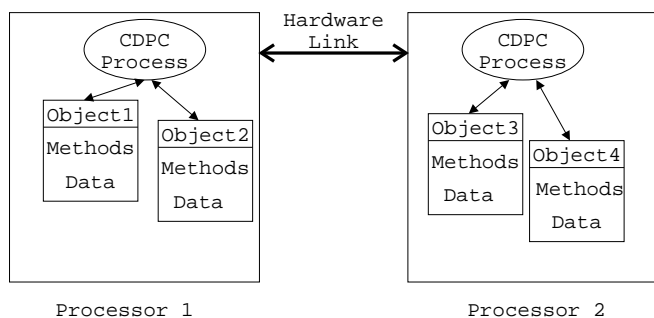 Hardware
Link
CDPC
Process
Object1
Methods
Data
Object2
Methods
Data
CDPC
Process
Object3
Methods
Data
Object4
Methods
Data
Processor 1
Processor 2